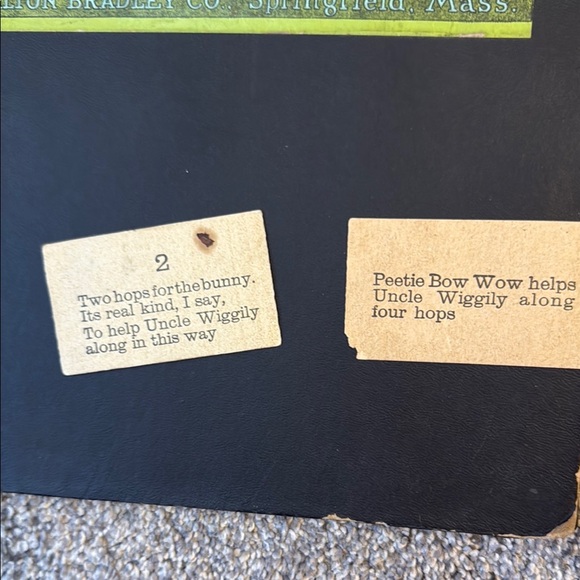 LTON BRADLEY CO. Springfield, Mass.
2
Two hops for the bunny.
Its real kind, I say,
To help Uncle Wiggily
along in this way
Peetie Bow Wow helps
Uncle Wiggily along
four hops